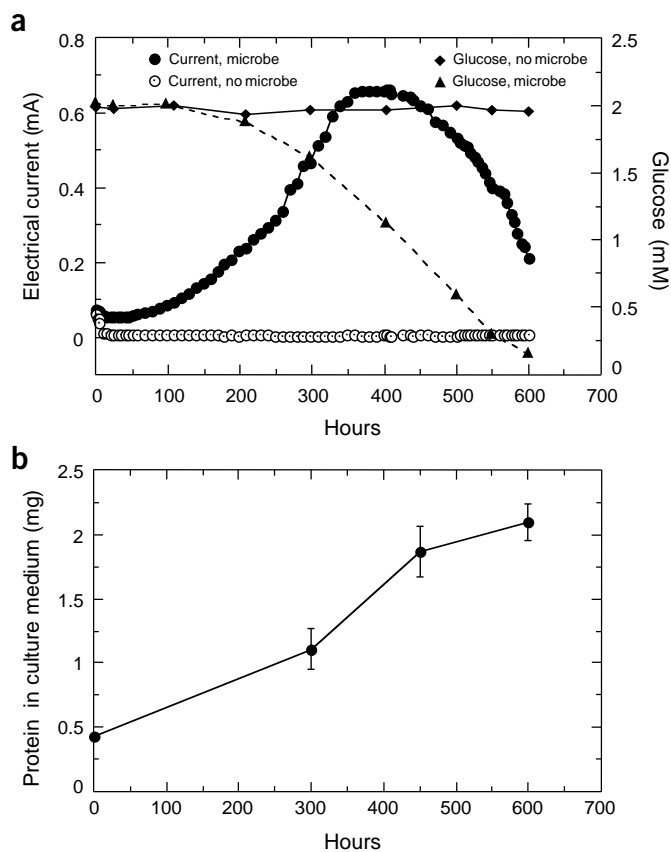 a
0.8
0.6
0.4
0.2
0
Electrical current (mA)
Current, microbe
Current, no microbe
Glucose, no microbe
Glucose, microbe
2.5
2
1.5
1
0.5
0
Glucose (mM)
0 100 200 300 400 500 600 700
Hours
b
2.5
2
1.5
1
0.5
0
Protein in culture medium (mg)
0 300 400 500 600 700
Hours